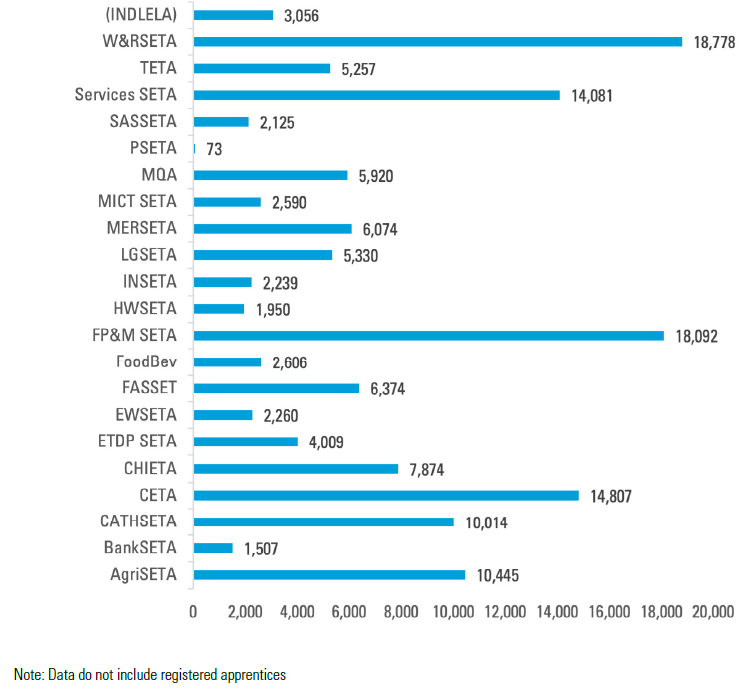 (INDLELA) 3,056
W&RSETA 18,778
TETA 5,257
Services SETA 14,081
SASSETA 2,125
PSETA 73
MQA 5,920
MICT SETA 2,590
MERSETA 6,074
LGSETA 5,330
INSETA 2,239
HWSETA 1,950
FP&M SETA 18,092
FoodBev 2,606
FASSET 6,374
EWSETA 2,260
ETDP SETA 4,009
CHIETA 7,874
CETA 14,807
CATHSETA 10,014
BankSETA 1,507
AgriSETA 10,445
0 2,000 4,000 6,000 8,000 10,000 12,000 14,000 16,000 18,000 20,000
Note: Data do not include registered apprentices